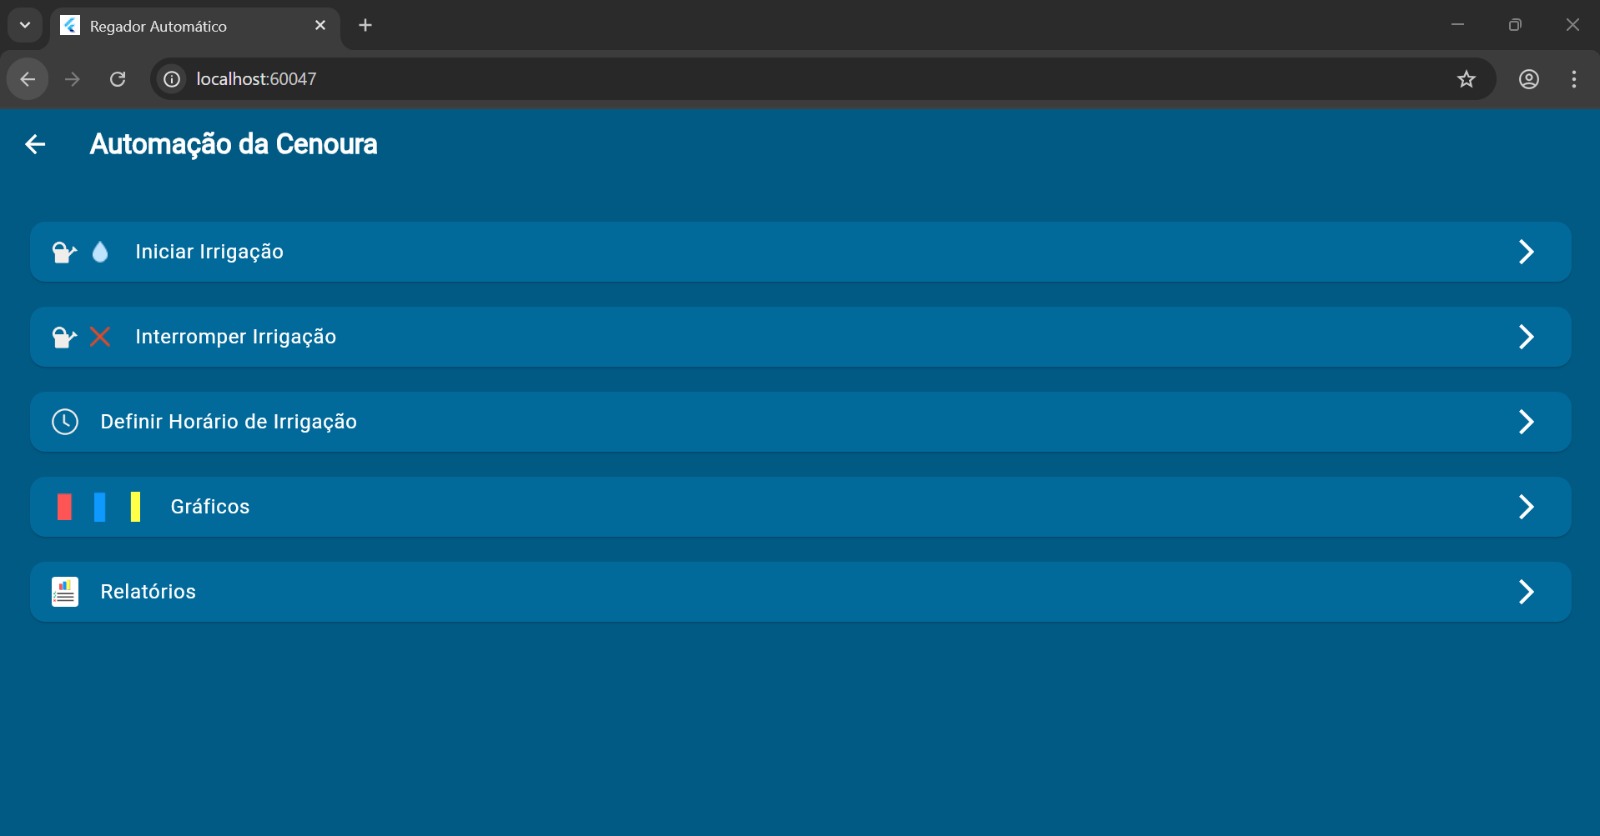 Regador Automático
localhost:60047
Automação da Cenoura
Iniciar Irrigação
Interromper Irrigação
Definir Horário de Irrigação
Gráficos
Relatórios